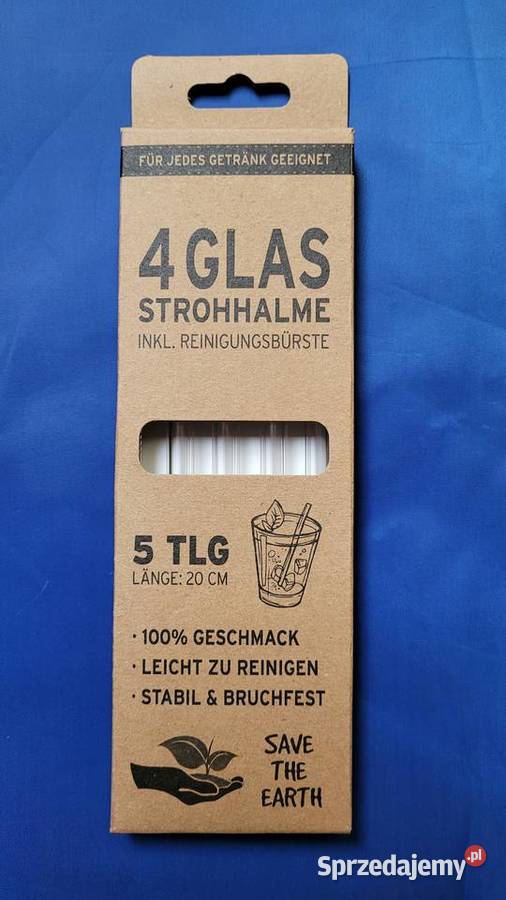 FÜR JEDES GETRÄNK GEEIGNET
4 GLAS
STROHHALME
INKL. REINIGUNGSBÜRSTE
5 TLG
LÄNGE: 20 CM
· 100% GESCHMACK
· LEICHT ZU REINIGEN
· STABIL & BRUCHFEST
SAVE
THE
EARTH
Sprzedajemy.pl